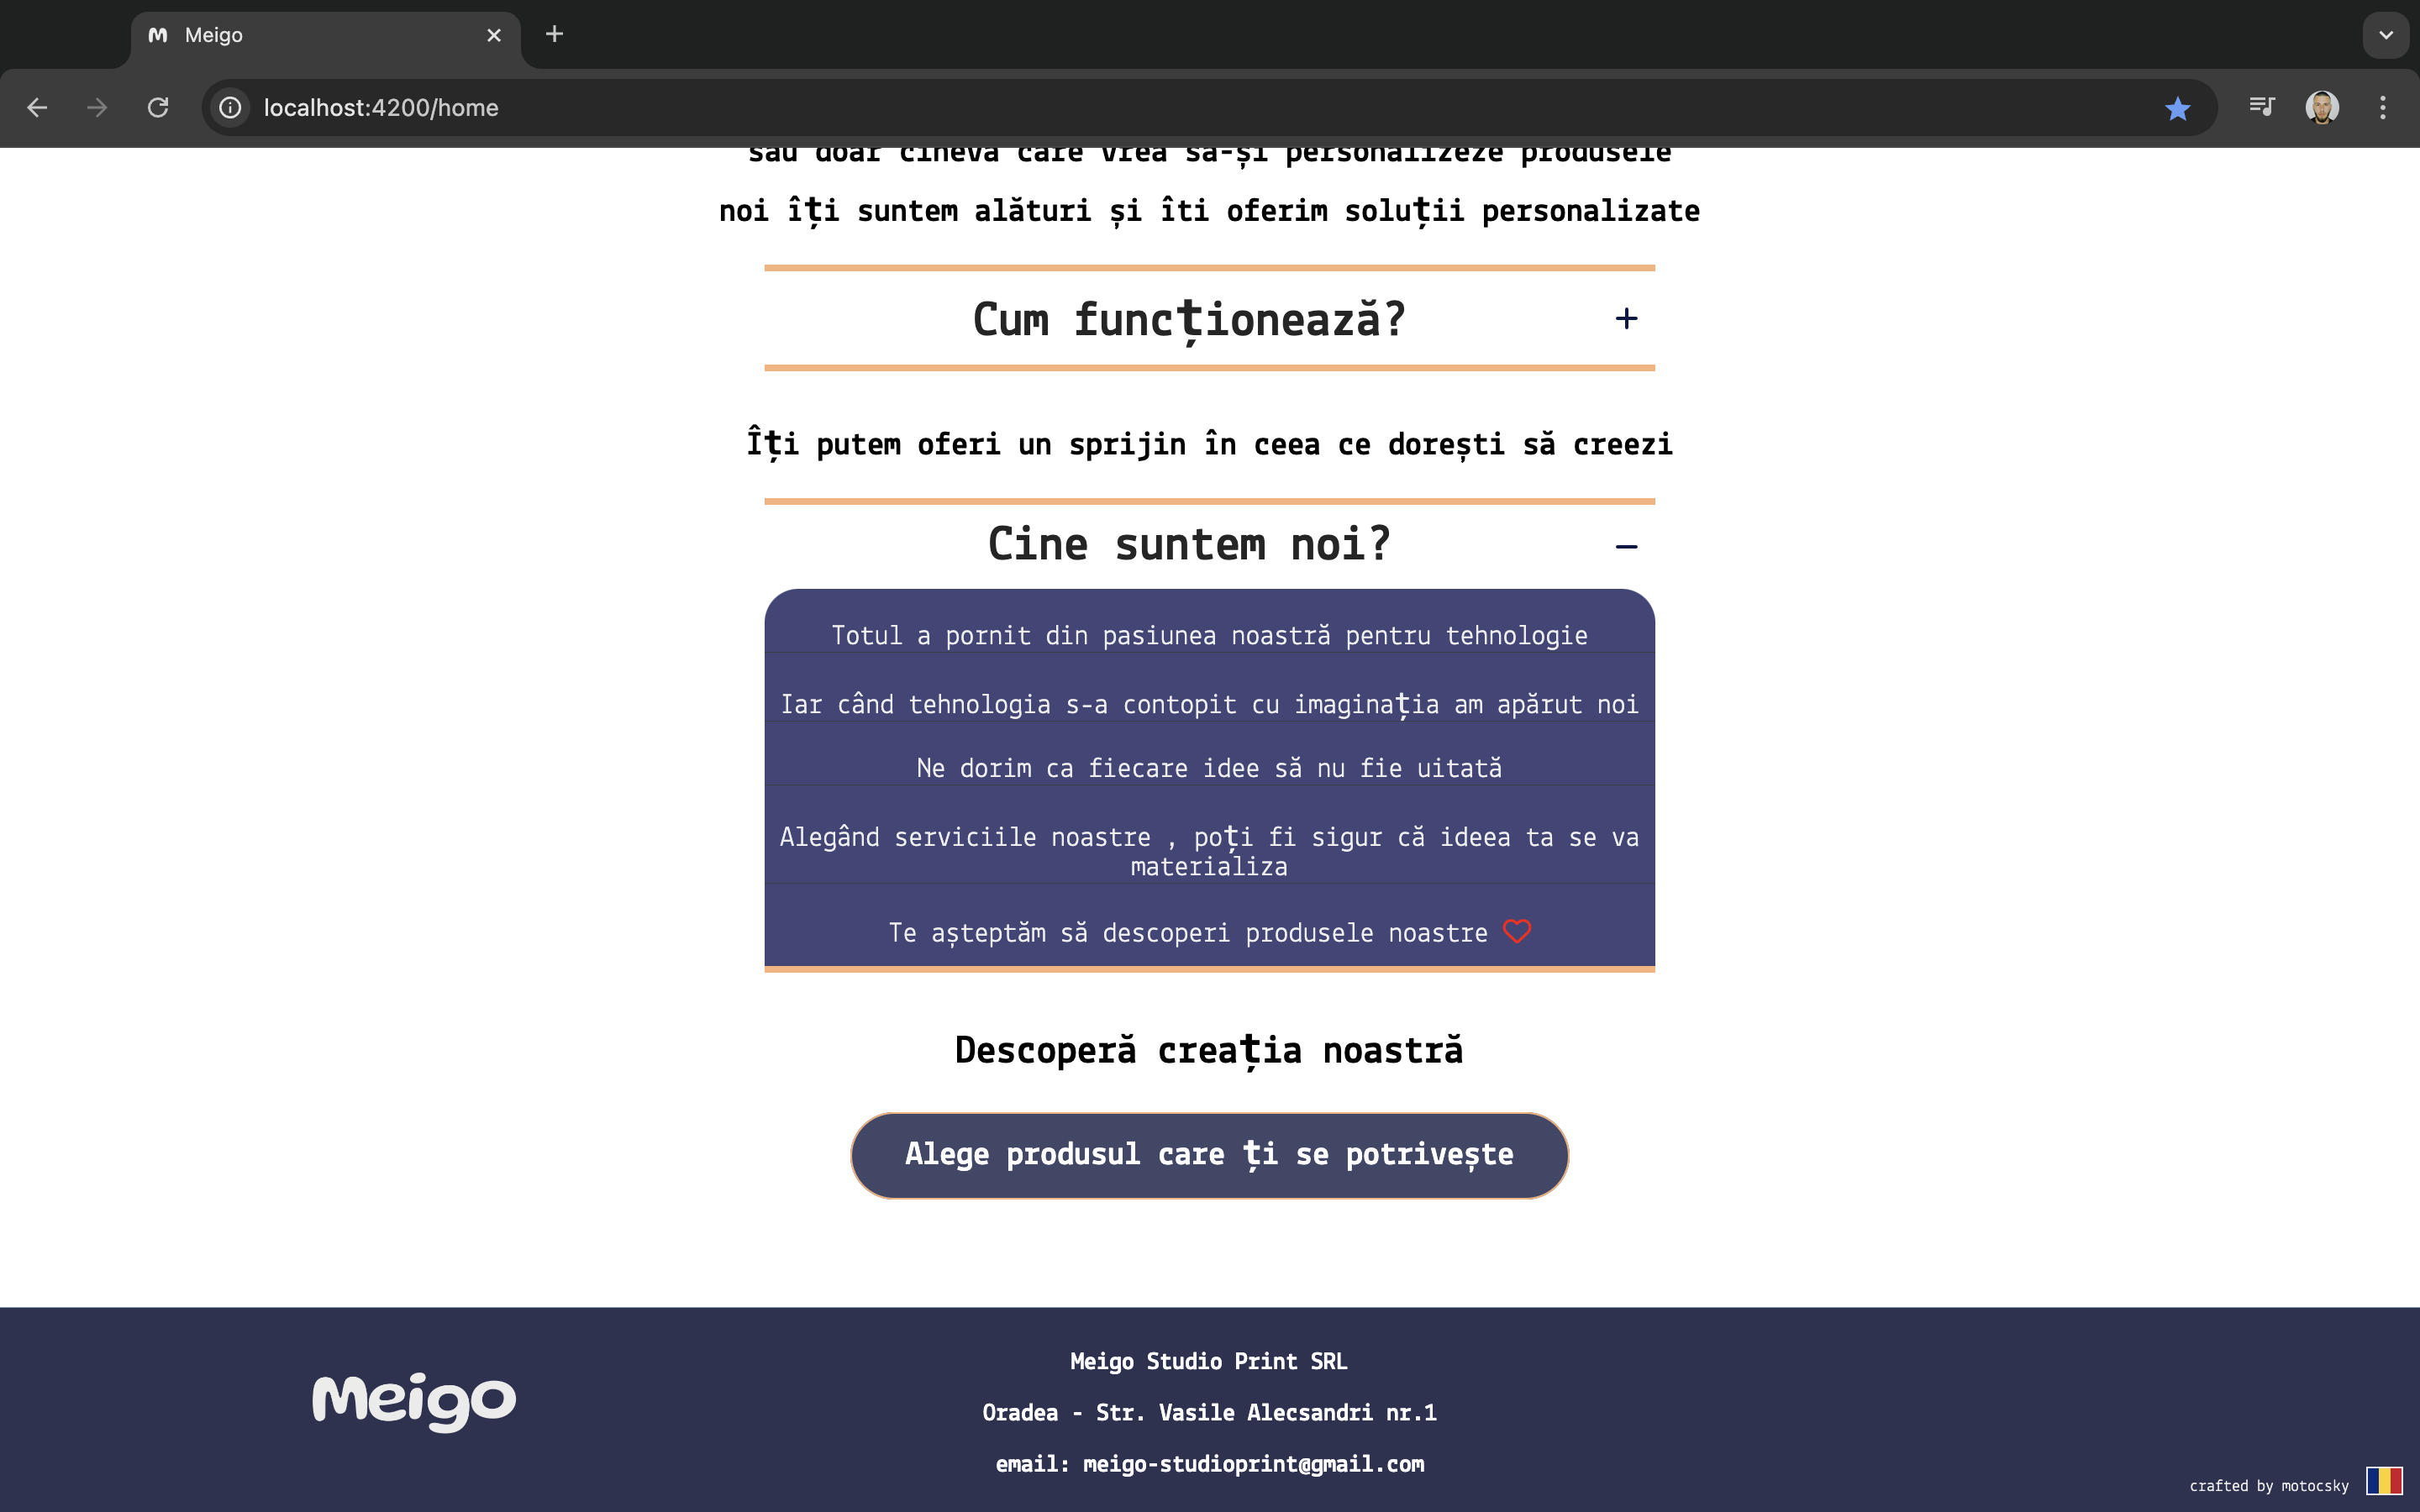 Meigo
localhost:4200/home
sau doar cineva care vrea să-și personalizeze produsele
noi îți suntem alături și îti oferim soluții personalizate
Cum funcționează?
Îți putem oferi un sprijin în ceea ce dorești să creezi
Cine suntem noi?
Totul a pornit din pasiunea noastră pentru tehnologie
Iar când tehnologia s-a contopit cu imaginația am apărut noi
Ne dorim ca fiecare idee să nu fie uitată
Alegând serviciile noastre , poți fi sigur că ideea ta se va
materializa
Te așteptăm să descoperi produsele noastre
Descoperă creația noastră
Alege produsul care ți se potrivește
Meigo
Meigo Studio Print SRL
Oradea - Str. Vasile Alecsandri nr.1
email: meigo-studioprint@gmail.com
crafted by motocsky